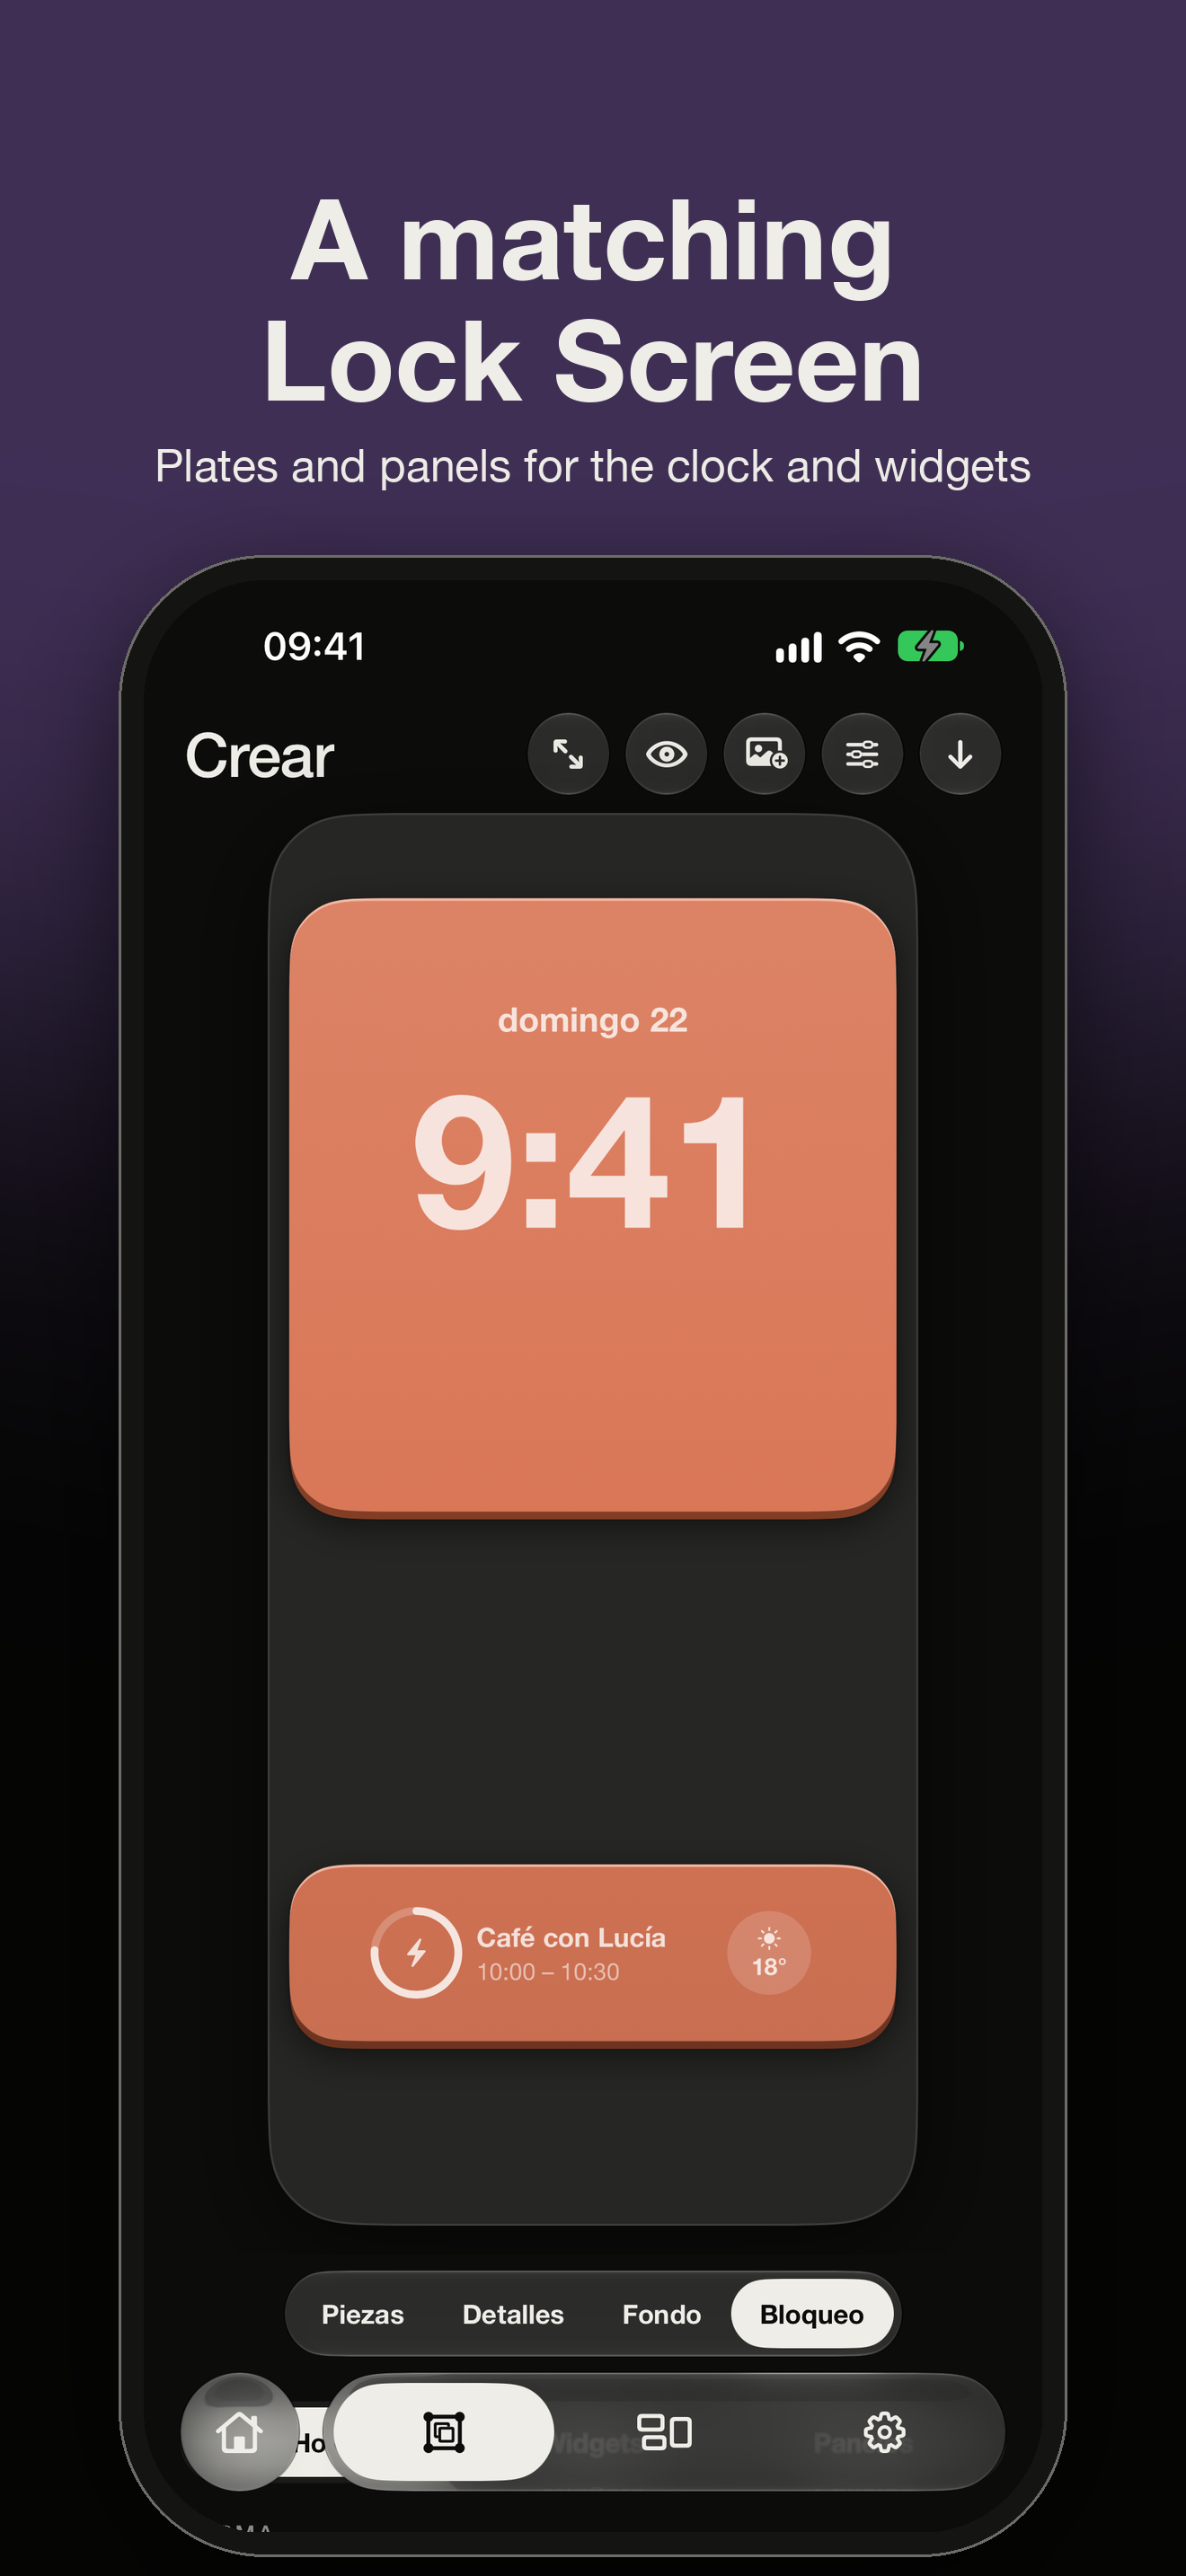 A matching
Lock Screen
Plates and panels for the clock and widgets
09:41
Crear
domingo 22
9:41
Café con Lucía
10:00 – 10:30
18°
Piezas Detalles Fondo Bloqueo
Widgets